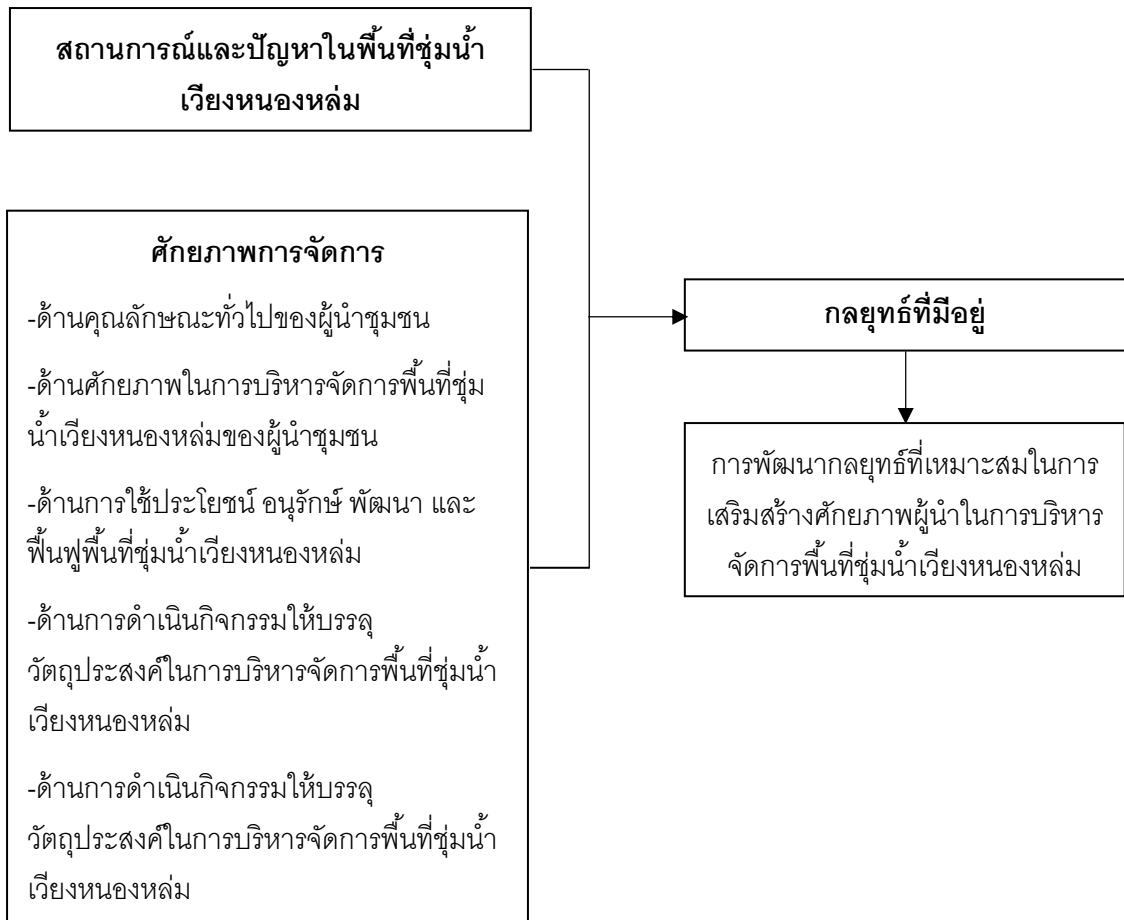 สถานการณ์และปัญหาในพื้นที่ชุ่มน้ำ
เวียงหนองหล่ม
ศักยภาพการจัดการ
-ด้านคุณลักษณะทั่วไปของผู้นำชุมชน
-ด้านศักยภาพในการบริหารจัดการพื้นที่ชุ่ม
น้ำเวียงหนองหล่มของผู้นำชุมชน
-ด้านการใช้ประโยชน์ อนุรักษ์ พัฒนา และ
ฟื้นฟูพื้นที่ชุ่มน้ำเวียงหนองหล่ม
-ด้านการดำเนินกิจกรรมให้บรรลุ
วัตถุประสงค์ในการบริหารจัดการพื้นที่ชุ่มน้ำ
เวียงหนองหล่ม
-ด้านการดำเนินกิจกรรมให้บรรลุ
วัตถุประสงค์ในการบริหารจัดการพื้นที่ชุ่มน้ำ
เวียงหนองหล่ม
กลยุทธ์ที่มีอยู่
การพัฒนากลยุทธ์ที่เหมาะสมในการ
เสริมสร้างศักยภาพผู้นำในการบริหาร
จัดการพื้นที่ชุ่มน้ำเวียงหนองหล่ม